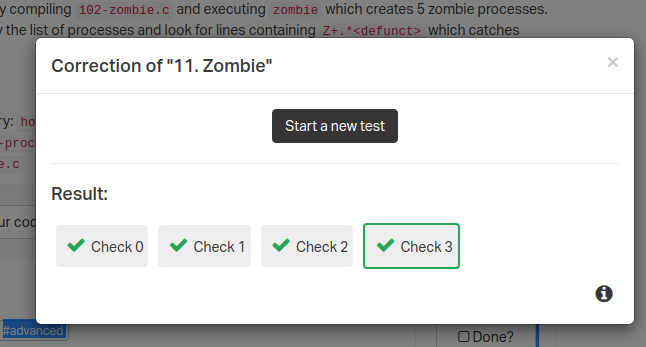 y compiling 102-zombie.c and executing zombie which creates 5 zombie processes.
the list of processes and look for lines containing Z+.*<defunct> which catches
Correction of "11. Zombie"
×
Start a new test
ry: ho
-proc
e.c
Result:
ur cod
Check 0
Check 1
Check 2
Check 3
#advanced
Done?